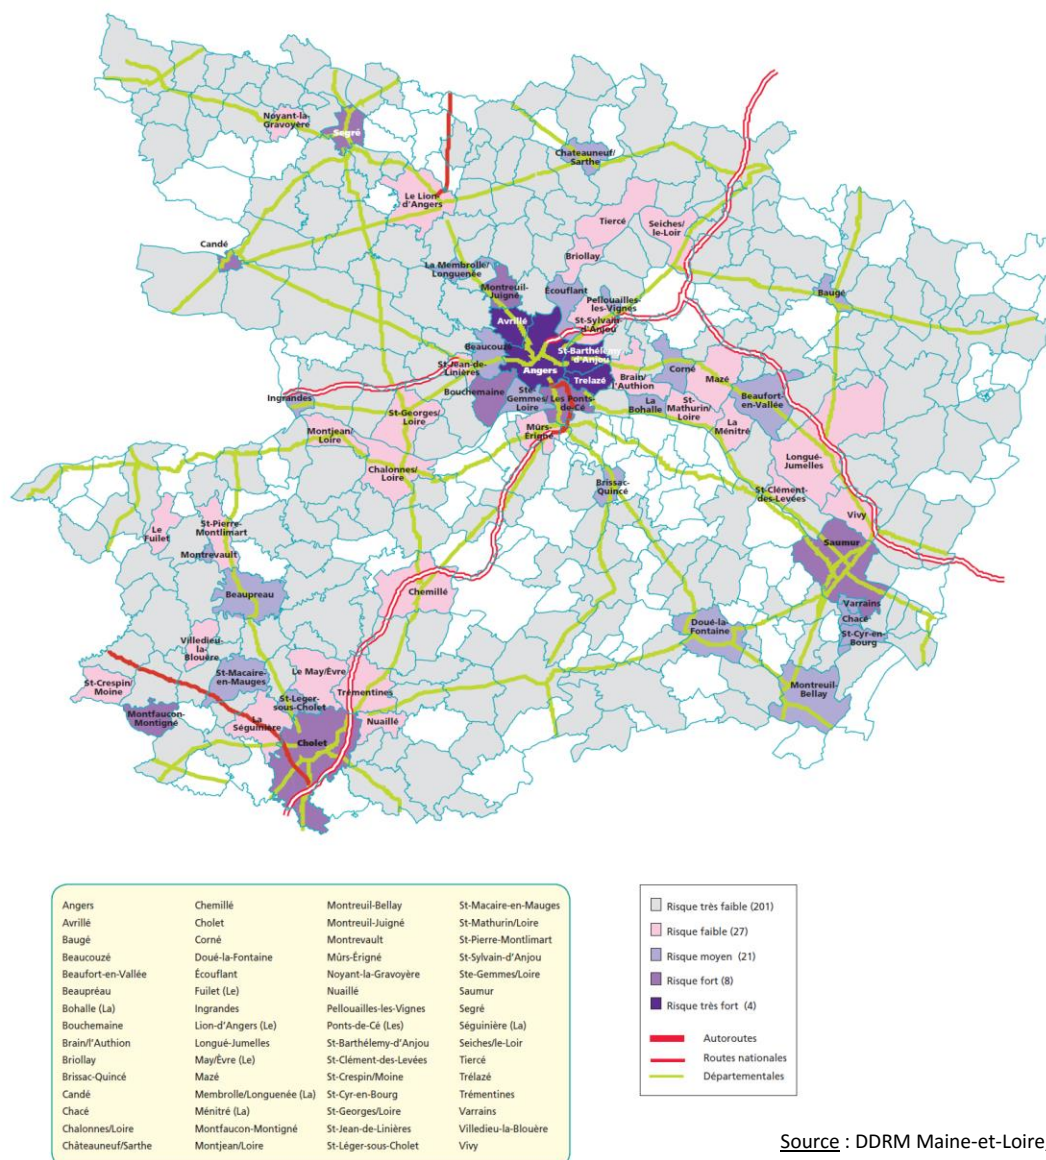 Noyant-la-
Gravoyère
Segré
Chateauneuf/
Sarthe
Le Lion
d'Angers
Tiercé
Seiches/
le-Loir
Candé
Briollay
La Membrolle/
Longuenée
Montreuil-
Juigné
Écouflant
Pellouailles-
les-Vignes
Baugé
Avrillé
St-Sylvain
d'Anjou
Beaucouzé
St-Barthélemy
d'Anjou
St-Jean-de-
Linières
Angers
Trelazé
Brain/
l'Authion
Corné
Mazé
Bouchemaine
Ste-
Gemmes/
Loire
Les Ponts-
de-Cé
La
Bohalle
St-
Mathurin/
Loire
Beaufort-
en-Vallée
Ingrandes
St-Georges/
Loire
La
Ménitré
Montjean/
Loire
Mûrs-
Érigné
Chalonnes/
Loire
Longué-
Jumelles
Brissac-
Quincé
St-Clément
des-Levées
Vivy
Le
Fuilet
St-Pierre-
Montlimart
Montrevault
Saumur
Beaupreau
Chemillé
Varrains
Chacé
St-Cyr-en-
Bourg
Doué-la-
Fontaine
Villedieu-
la-
Blouère
St-Crespin/
Moine
St-Macaire-
en-Mauges
Le May/Èvre
Trémentines
Montreuil-
Bellay
St-Leger-
sous-Cholet
Montfaucon-
Montigné
La
Séguinière
Nuaillé
Cholet
Angers
Avrillé
Baugé
Beaucouzé
Beaufort-en-Vallée
Beaupréau
Bohalle (La)
Bouchemaine
Brain/l'Authion
Briollay
Brissac-Quincé
Candé
Chacé
Chalonnes/Loire
Châteauneuf/Sarthe
Chemillé
Cholet
Corné
Doué-la-Fontaine
Écouflant
Fuilet (Le)
Ingrandes
Lion-d'Angers (Le)
Longué-Jumelles
May/Èvre (Le)
Mazé
Membrolle/Longuenée (La)
Ménitré (La)
Montfaucon-Montigné
Montjean/Loire
Montreuil-Bellay
Montreuil-Juigné
Montrevault
Mûrs-Érigné
Noyant-la-Gravoyère
Nuaillé
Pellouailles-les-Vignes
Ponts-de-Cé (Les)
St-Barthélemy-d'Anjou
St-Clément-des-Levées
St-Crespin/Moine
St-Cyr-en-Bourg
St-Georges/Loire
St-Jean-de-Linières
St-Léger-sous-Cholet
St-Macaire-en-Mauges
St-Mathurin/Loire
St-Pierre-Montlimart
St-Sylvain-d'Anjou
Ste-Gemmes/Loire
Saumur
Segré
Séguinière (La)
Seiches/le-Loir
Tiercé
Trélazé
Trémentines
Varrains
Villedieu-la-Blouère
Vivy
Risque très faible (201)
Risque faible (27)
Risque moyen (21)
Risque fort (8)
Risque très fort (4)
Autoroutes
Routes nationales
Départementales
Source : DDRM Maine-et-Loire